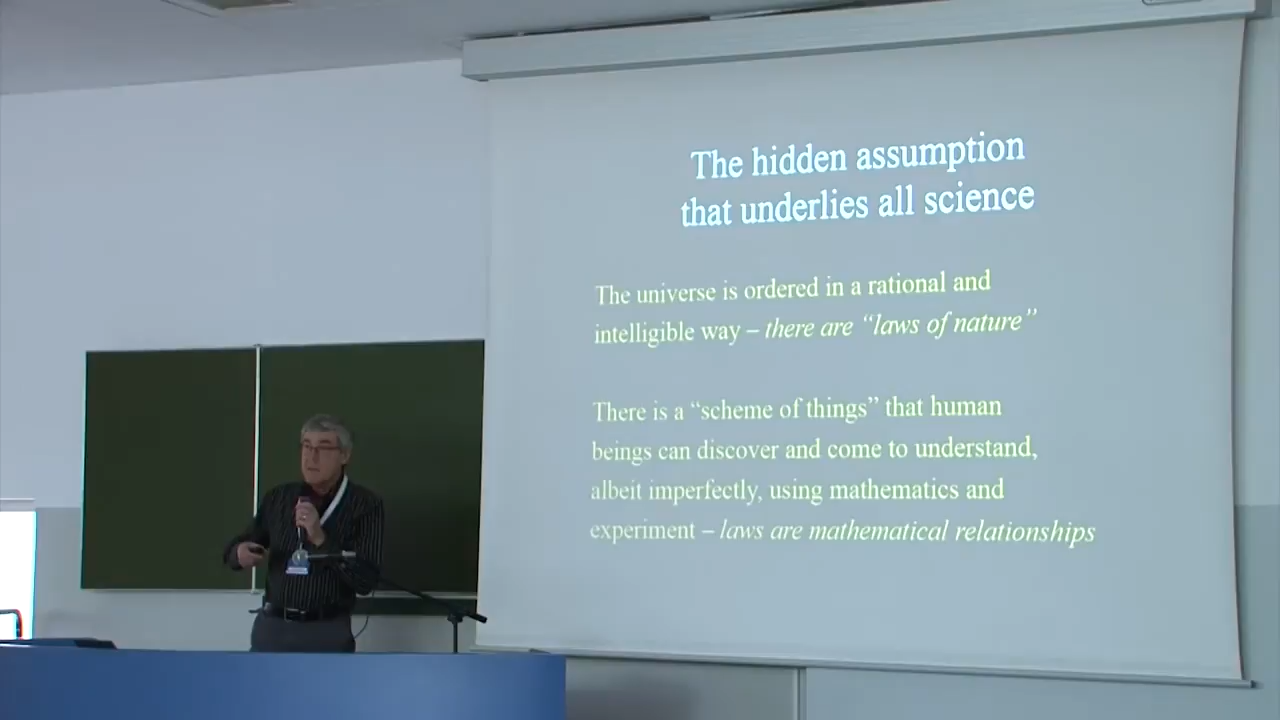 The hidden assumption
that underlies all science
The universe is ordered in a rational and
intelligible way – there are “laws of nature”
There is a “scheme of things” that human
beings can discover and come to understand,
albeit imperfectly, using mathematics and
experiment – laws are mathematical relationships